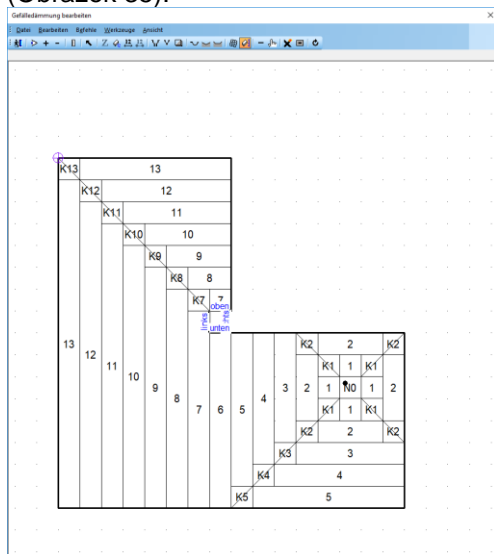 (Obrázek 68).
Gefälledämmung bearbeiten
Datei Bearbeiten Befehle Werkzeuge Ansicht
K13 13
K12 12
K11 11
K10 10
K9 9
K8 8
K7 7
oben
links
unten
K2 2 K2
K1 1 K1
13 12 11 10 9 8 7 6 5 4 3 2 1 N0 1 2
K1 1 K1
K2 2 K2
K3 3
K4 4
K5 5